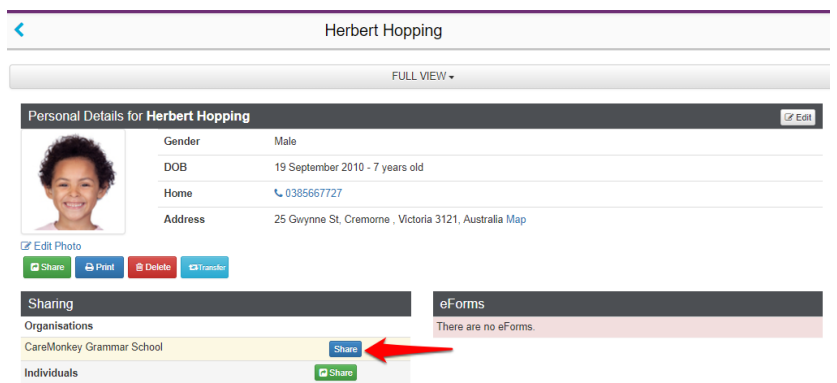 Herbert Hopping
FULL VIEW
Personal Details for Herbert Hopping
Edit
Gender Male
DOB 19 September 2010 - 7 years old
Home 0385667727
Address 25 Gwynne St, Cremorne , Victoria 3121, Australia Map
Edit Photo
Share Print Delete Transfer
Sharing
Organisations
CareMonkey Grammar School Share
Individuals Share
eForms
There are no eForms.